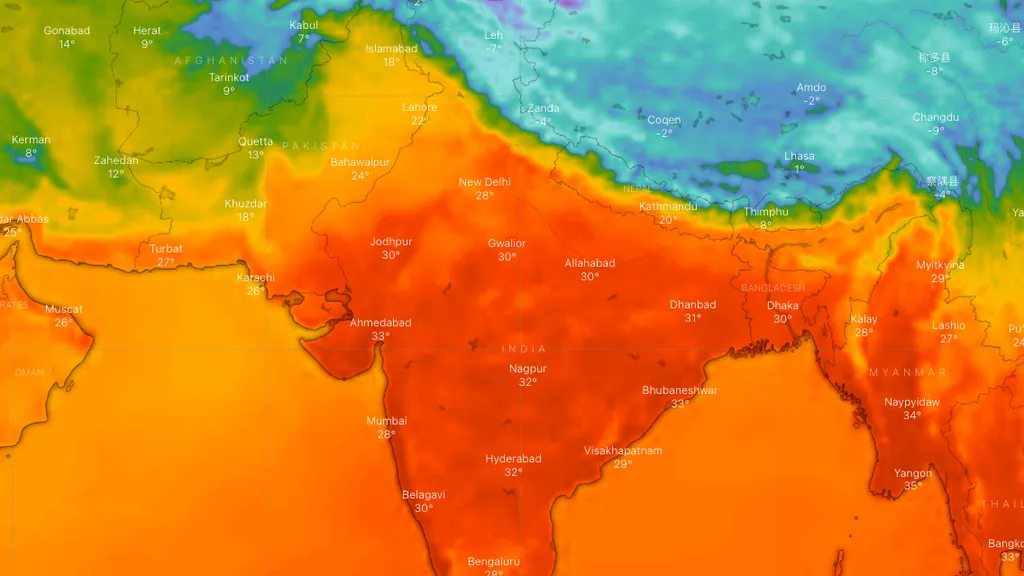 2°
Gonabad
14°
Herat
9°
Kabul
7°
Leh
-7°
玛沁县
-6°
Islamabad
18°
AFGHANISTAN
称多县
-8°
Tarinkot
9°
Amdo
-2°
Lahore
22°
Zanda
-4°
Coqen
-2°
Changdu
-9°
Kerman
8°
Quetta
13°
PAKISTAN
Zahedan
12°
Bahawalpur
24°
Lhasa
1°
New Delhi
28°
NEPAL
-4°
Khuzdar
18°
Kathmandu
20°
Thimphu
8°
Ya
dar Abbas
25°
Turbat
27°
Jodhpur
30°
Gwalior
30°
Allahabad
30°
Myitkyina
29°
Karachi
26°
BANGLADESH
RATES
Muscat
26°
Dhanbad
31°
Dhaka
30°
Kalay
28°
Lashio
27°
Pu'
24
Ahmedabad
33°
INDIA
OMAN
Nagpur
32°
MYANMAR
Bhubaneshwar
33°
Naypyidaw
34°
Mumbai
28°
Hyderabad
32°
Visakhapatnam
29°
Yangon
35°
Belagavi
30°
THAIL
Bangko
33°
Bengaluru
28°